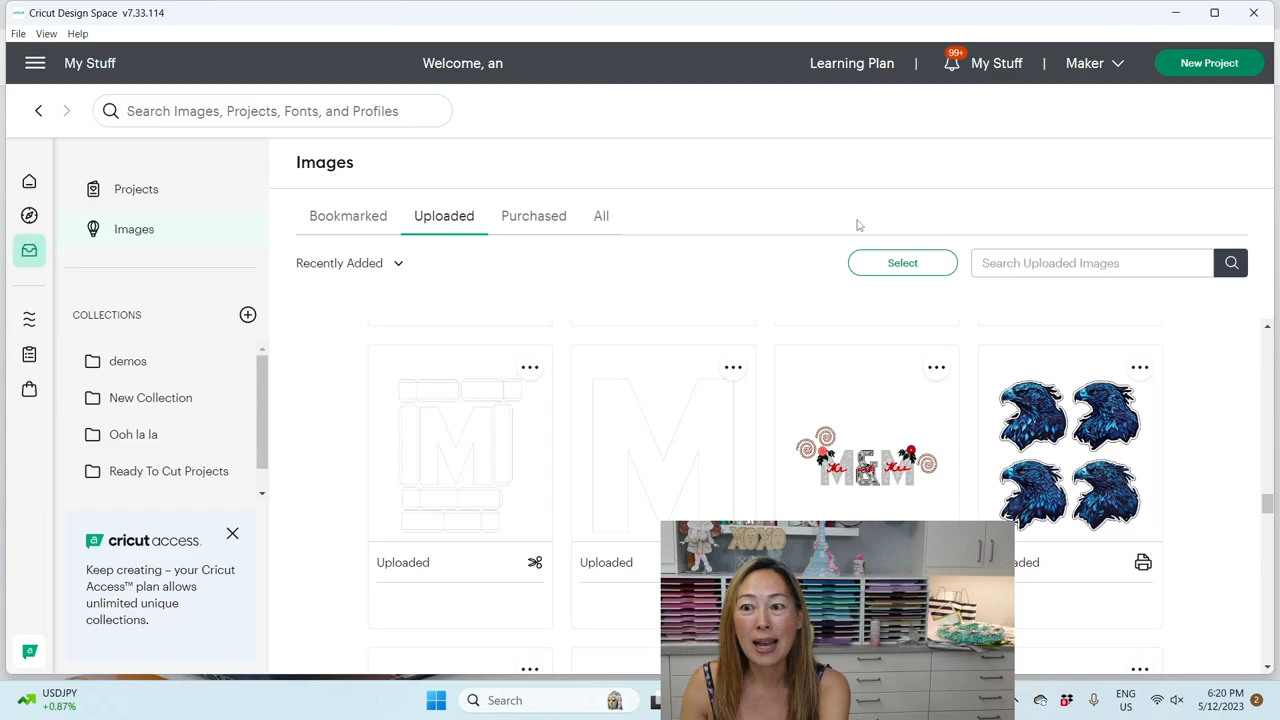 Cricut Design Space v7.33.114
File View Help
My Stuff
Welcome, an
Learning Plan | 99+ My Stuff | Maker New Project
Search Images, Projects, Fonts, and Profiles
Projects
Images
COLLECTIONS
demos
New Collection
Ooh la la
Ready To Cut Projects
cricut access.
Keep creating – your Cricut
Access™ plan allows
unlimited unique
collections.
Images
Bookmarked Uploaded Purchased All
Recently Added
Select
Search Uploaded Images
M
M
M&M
Uploaded
Uploaded
XOXO
USDJPY
+0.87%
Search
ENG
US
6:20 PM
5/12/2023
2